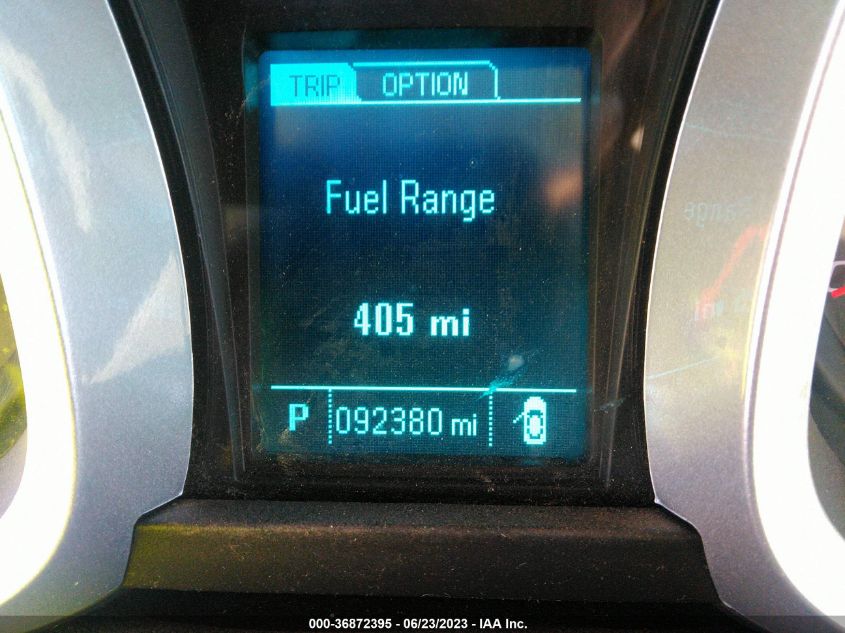 TRIP OPTION
Fuel Range
405 mi
P 092380 mi
000-36872395 - 06/23/2023 - IAA Inc.